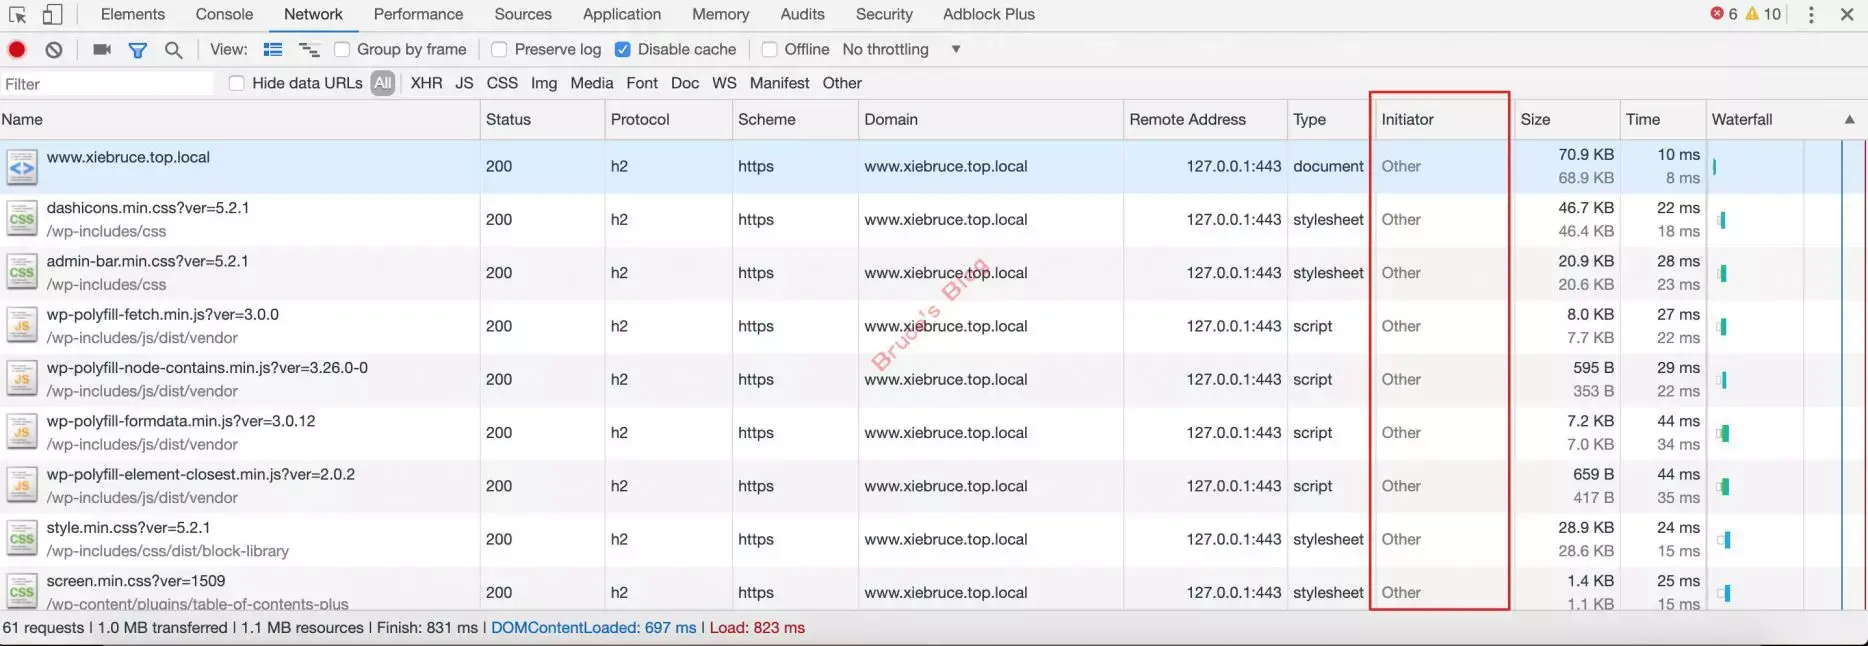 Elements Console Network Performance Sources Application Memory Audits Security Adblock Plus 6 10
View: Group by frame Preserve log Disable cache Offline No throttling
Filter Hide data URLs All XHR JS CSS Img Media Font Doc WS Manifest Other
Name Status Protocol Scheme Domain Remote Address Type Initiator Size Time Waterfall
www.xiebruce.top.local 200 h2 https www.xiebruce.top.local 127.0.0.1:443 document Other 70.9 KB 10 ms
68.9 KB 8 ms
CSS dashicons.min.css?ver=5.2.1 200 h2 https www.xiebruce.top.local 127.0.0.1:443 stylesheet Other 46.7 KB 22 ms
/wp-includes/css 46.4 KB 18 ms
CSS admin-bar.min.css?ver=5.2.1 200 h2 https www.xiebruce.top.local 127.0.0.1:443 stylesheet Other 20.9 KB 28 ms
/wp-includes/css 20.6 KB 23 ms
JS wp-polyfill-fetch.min.js?ver=3.0.0 200 h2 https www.xiebruce.top.local 127.0.0.1:443 script Other 8.0 KB 27 ms
/wp-includes/js/dist/vendor 7.7 KB 22 ms
JS wp-polyfill-node-contains.min.js?ver=3.26.0-0 200 h2 https www.xiebruce.top.local 127.0.0.1:443 script Other 595 B 29 ms
/wp-includes/js/dist/vendor 353 B 22 ms
JS wp-polyfill-formdata.min.js?ver=3.0.12 200 h2 https www.xiebruce.top.local 127.0.0.1:443 script Other 7.2 KB 44 ms
/wp-includes/js/dist/vendor 7.0 KB 34 ms
JS wp-polyfill-element-closest.min.js?ver=2.0.2 200 h2 https www.xiebruce.top.local 127.0.0.1:443 script Other 659 B 44 ms
/wp-includes/js/dist/vendor 417 B 35 ms
CSS style.min.css?ver=5.2.1 200 h2 https www.xiebruce.top.local 127.0.0.1:443 stylesheet Other 28.9 KB 24 ms
/wp-includes/css/dist/block-library 28.6 KB 15 ms
CSS screen.min.css?ver=1509 200 h2 https www.xiebruce.top.local 127.0.0.1:443 stylesheet Other 1.4 KB 25 ms
/wp-content/plugins/table-of-contents-plus 1.1 KB 15 ms
Bruce's Blog
61 requests | 1.0 MB transferred | 1.1 MB resources | Finish: 831 ms | DOMContentLoaded: 697 ms | Load: 823 ms